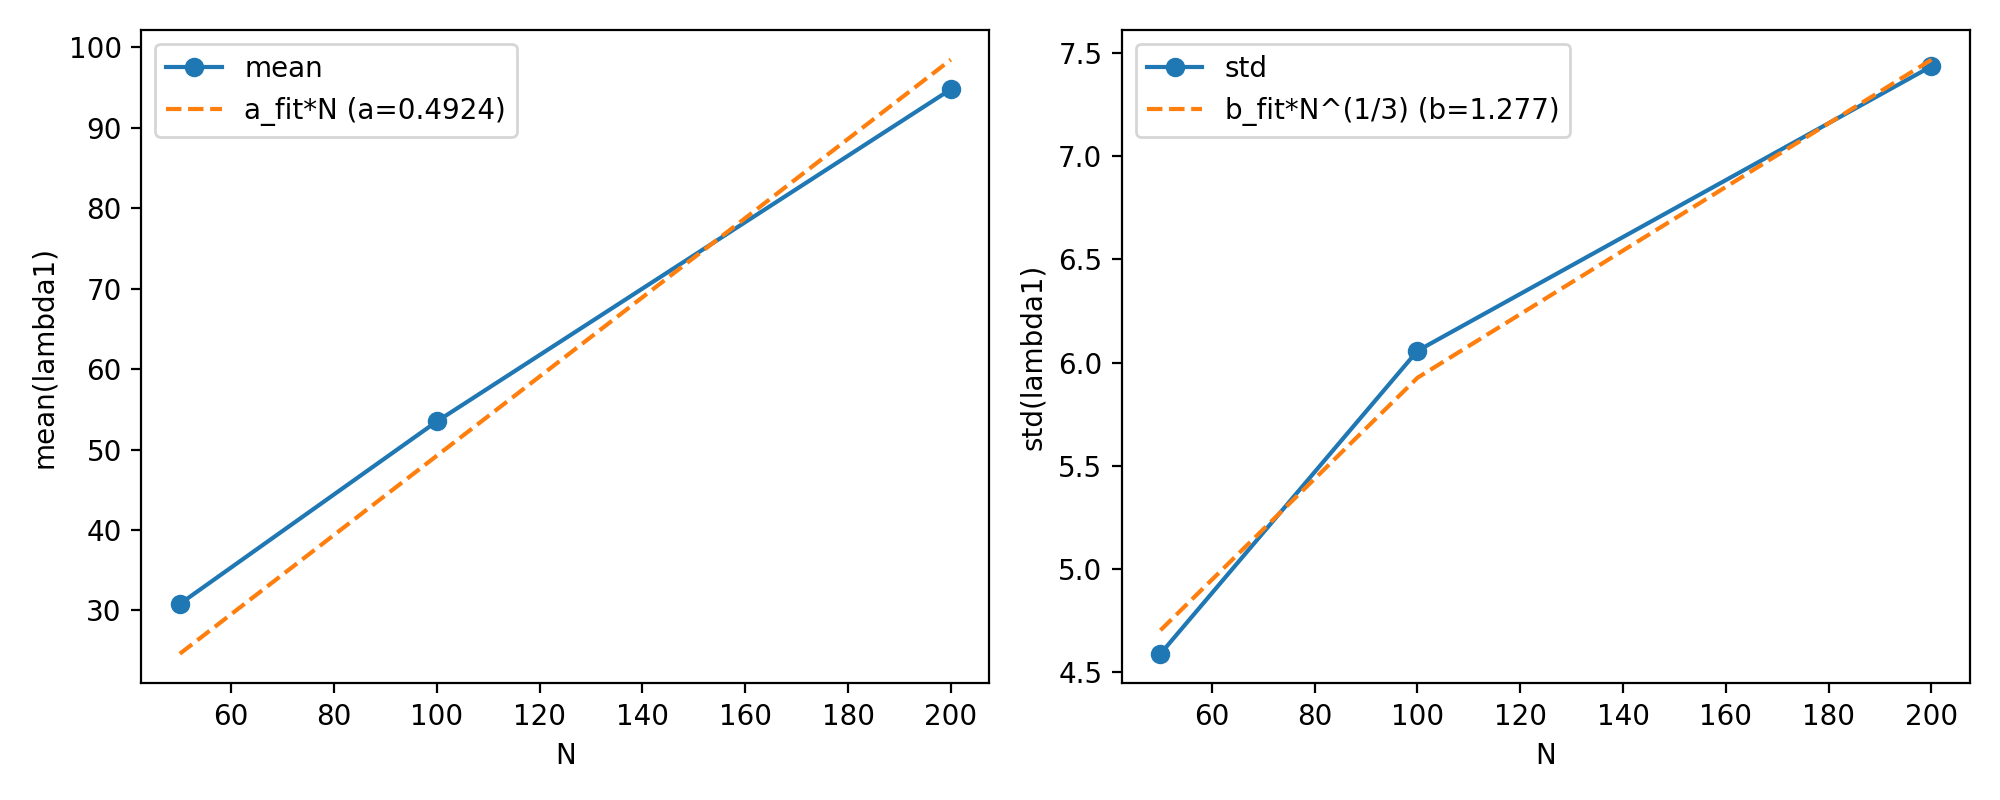 mean
a_fit*N (a=0.4924)
mean(lambda1)
100
90
80
70
60
50
40
30
60 80 100 120 140 160 180 200
N
std
b_fit*N^(1/3) (b=1.277)
std(lambda1)
7.5
7.0
6.5
6.0
5.5
5.0
4.5
60 80 100 120 140 160 180 200
N